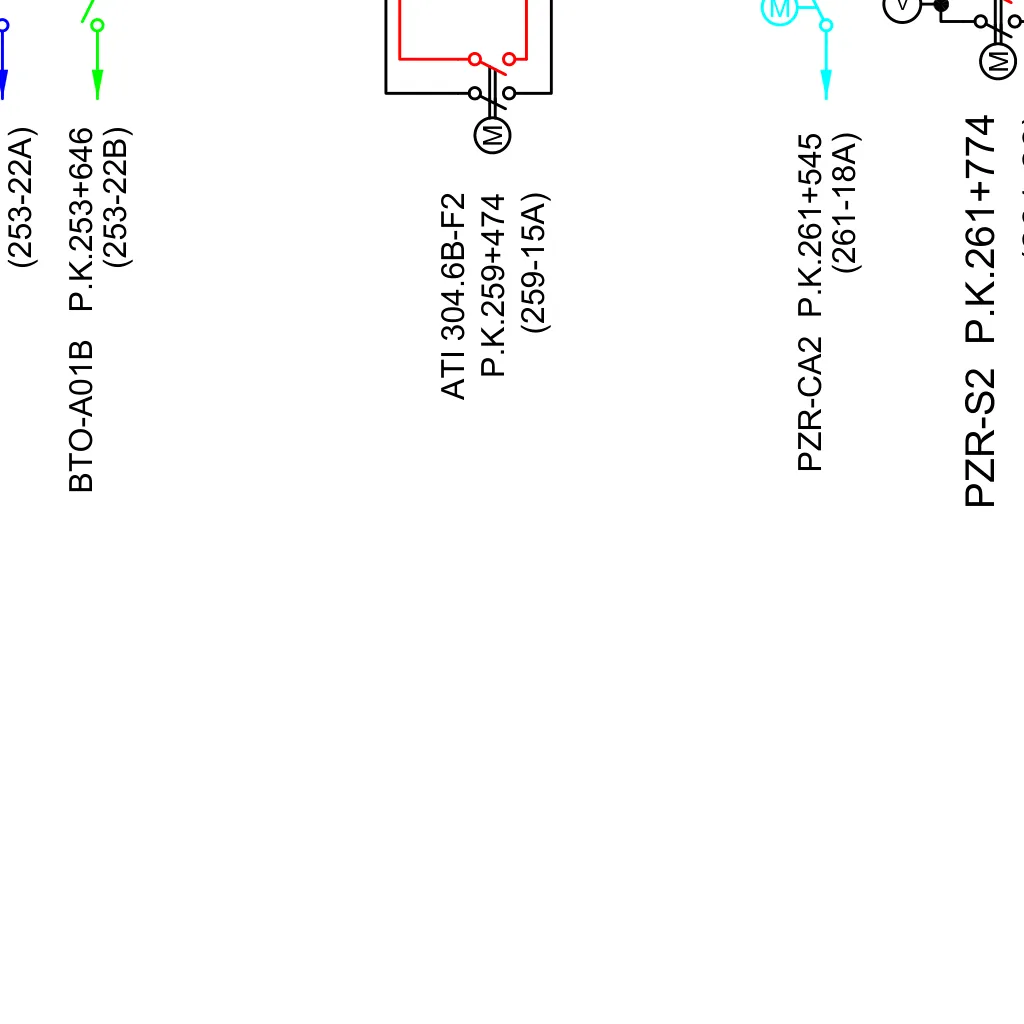 (253-22A)
BTO-A01B P.K.253+646
(253-22B)
M
ATI 304.6B-F2
P.K.259+474
(259-15A)
M
PZR-CA2 P.K.261+545
(261-18A)
M
PZR-S2 P.K.261+774